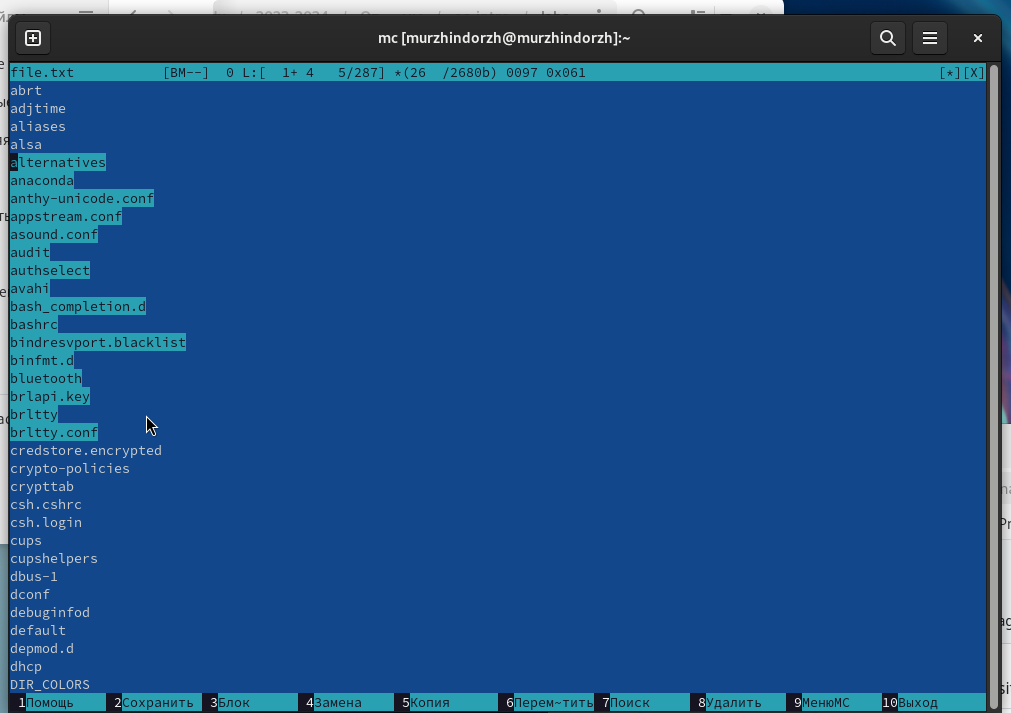 mc [murzhindorzh@murzhindorzh]:~
file.txt [BM--] 0 L:[ 1+ 4 5/287] *(26 /2680b) 0097 0x061 [*][X]
abrt
adjtime
aliases
alsa
alternatives
anaconda
anthy-unicode.conf
appstream.conf
asound.conf
audit
authselect
avahi
bash_completion.d
bashrc
bindresvport.blacklist
binfmt.d
bluetooth
brlapi.key
brltty
brltty.conf
credstore.encrypted
crypto-policies
crypttab
csh.cshrc
csh.login
cups
cupshelpers
dbus-1
dconf
debuginfod
default
depmod.d
dhcp
DIR_COLORS
1Помощь 2Сохранить 3Блок 4Замена 5Копия 6Перем~тить 7Поиск 8Удалить 9МенюMC 10Выход